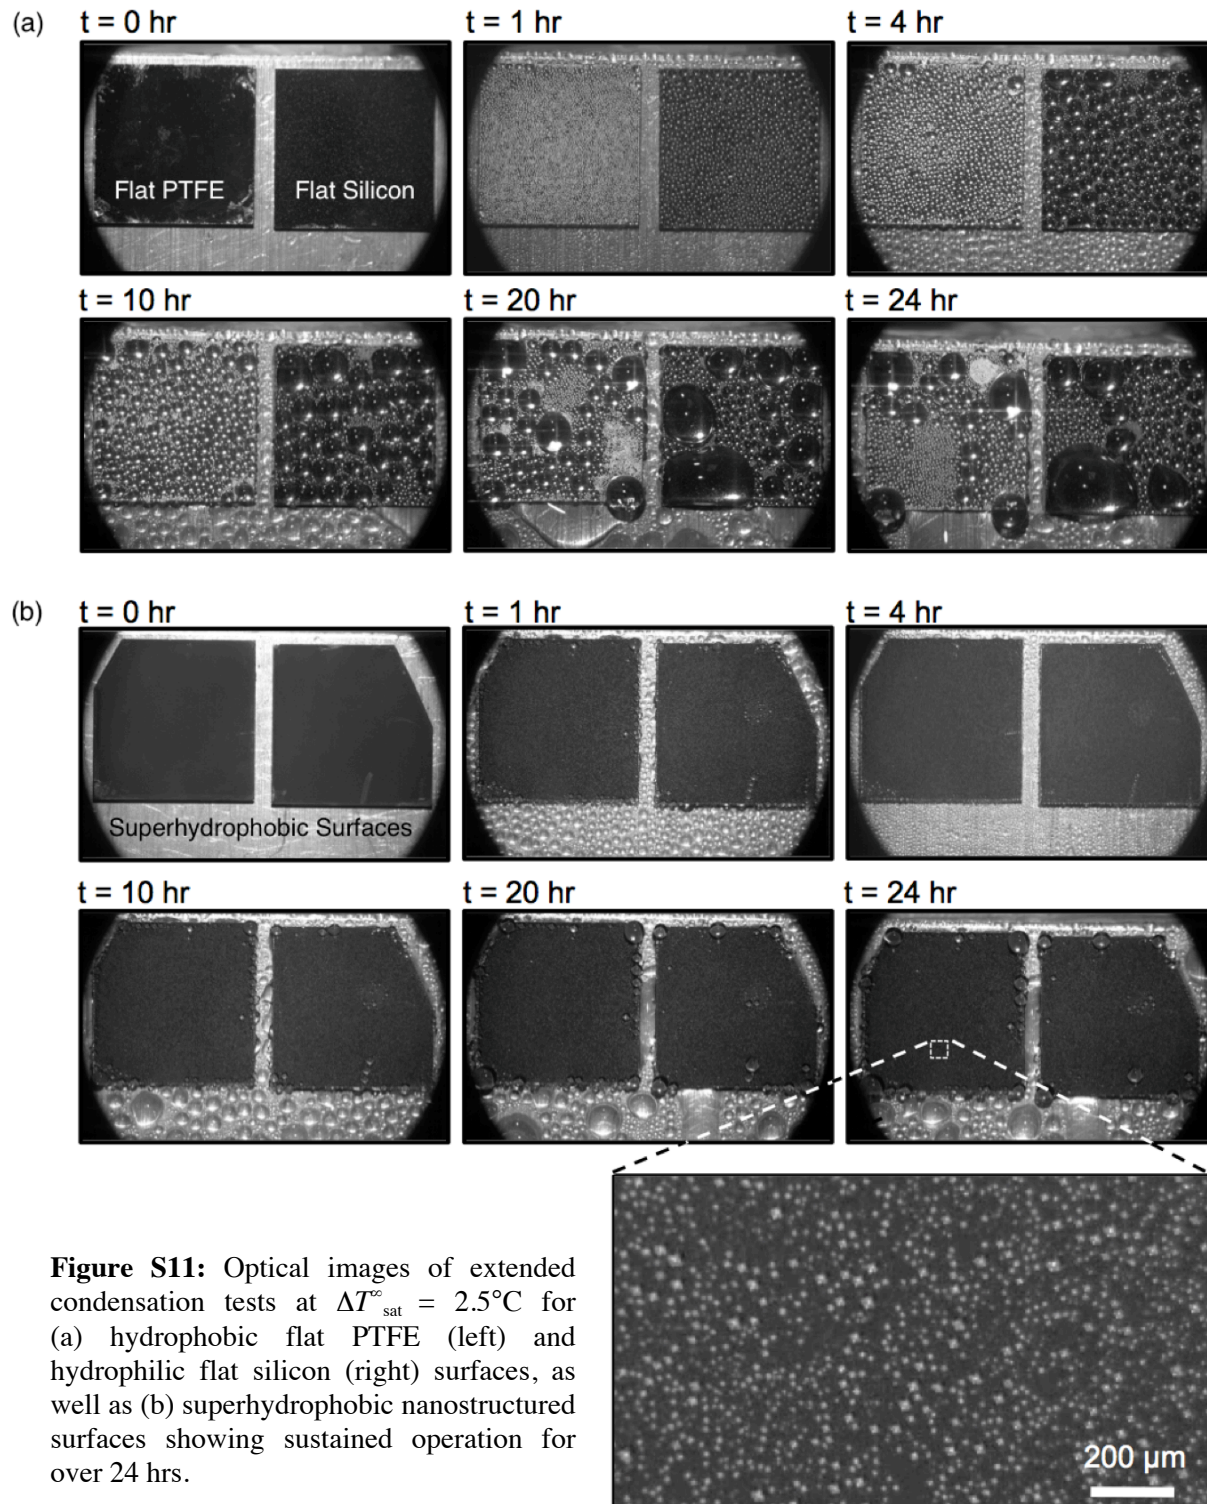 (a)
t = 0 hr
t = 1 hr
t = 4 hr
Flat PTFE
Flat Silicon
t = 10 hr
t = 20 hr
t = 24 hr
(b)
t = 0 hr
t = 1 hr
t = 4 hr
Superhydrophobic Surfaces
t = 10 hr
t = 20 hr
t = 24 hr
Figure S11: Optical images of extended
condensation tests at ΔT∞sat = 2.5°C for
(a) hydrophobic flat PTFE (left) and
hydrophilic flat silicon (right) surfaces, as
well as (b) superhydrophobic nanostructured
surfaces showing sustained operation for
over 24 hrs.
200 µm